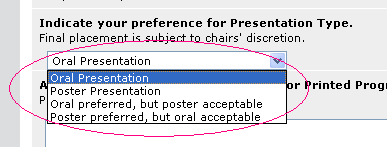 Indicate your preference for Presentation Type.
Final placement is subject to chairs' discretion.
Oral Presentation
Oral Presentation
Poster Presentation
Oral preferred, but poster acceptable
Poster preferred, but oral acceptable
or Printed Progr